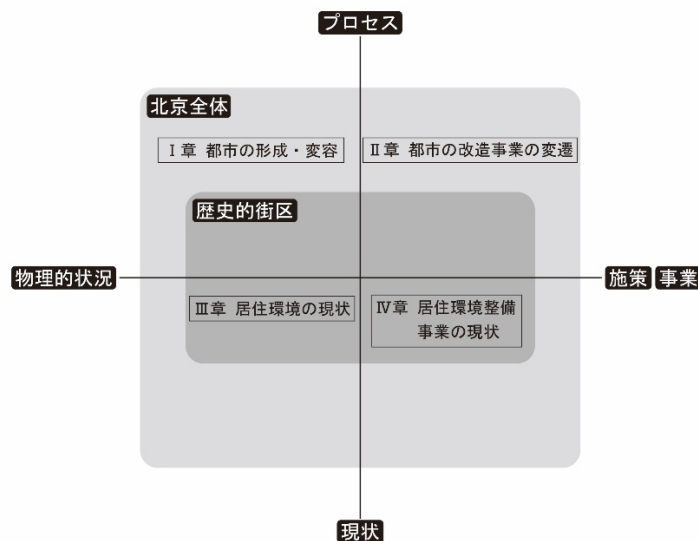 プロセス
北京全体
Ⅰ章 都市の形成・変容
Ⅱ章 都市の改造事業の変遷
歴史的街区
物理的状況
施策 事業
Ⅲ章 居住環境の現状
Ⅳ章 居住環境整備
事業の現状
現状